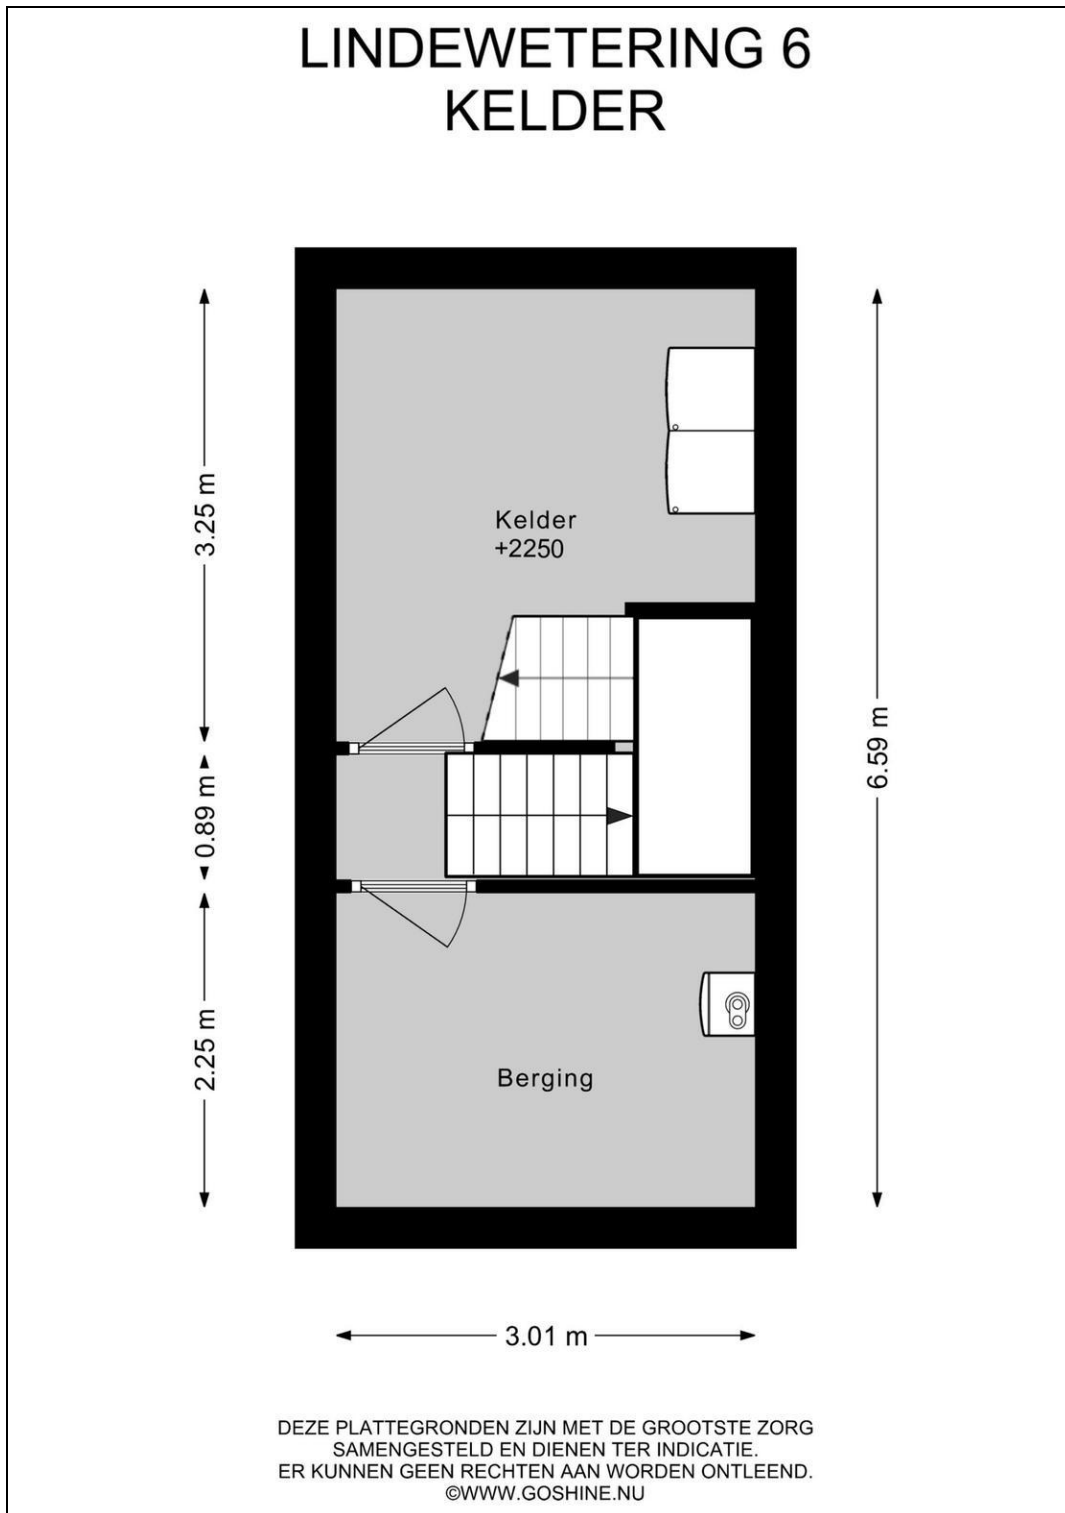 LINDEWETERING 6
KELDER
3.25 m
Kelder
+2250
6.59 m
0.89 m
2.25 m
Berging
3.01 m
DEZE PLATTEGRONDEN ZIJN MET DE GROOTSTE ZORG
SAMENGESTELD EN DIENEN TER INDICATIE.
ER KUNNEN GEEN RECHTEN AAN WORDEN ONTLEEND.
©WWW.GOSHINE.NU